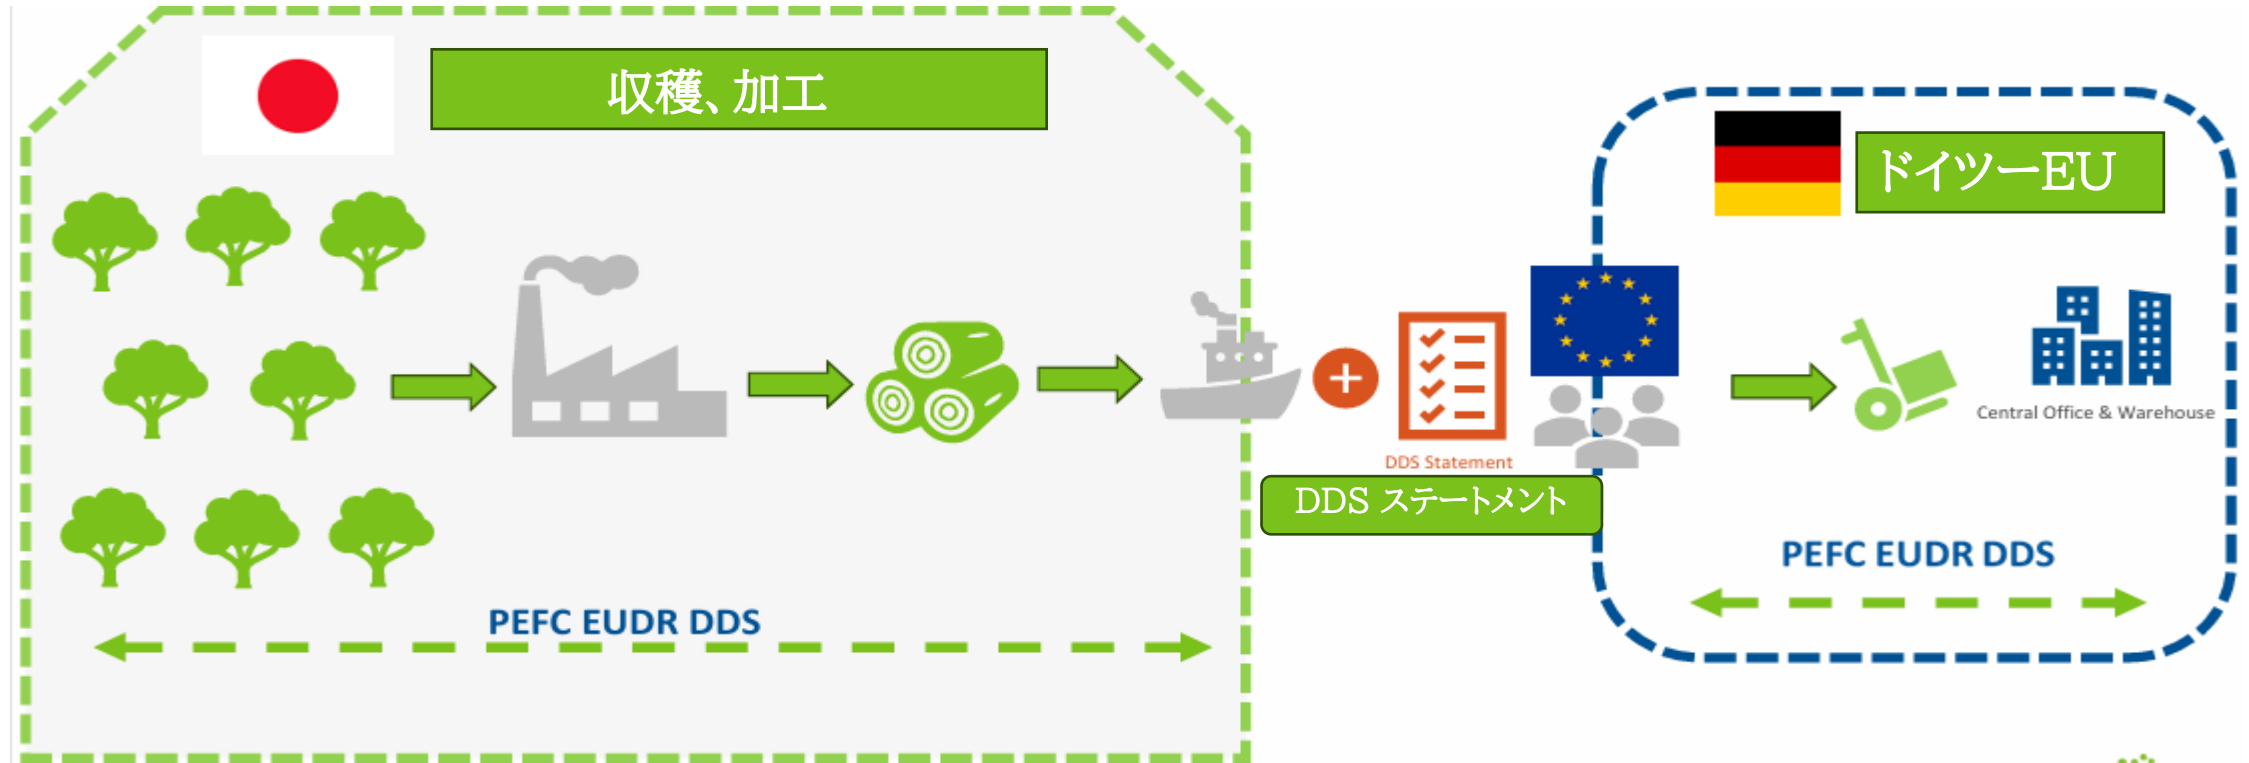 収穫、加工
ドイツーEU
Central Office & Warehouse
DDS Statement
DDS ステートメント
PEFC EUDR DDS
PEFC EUDR DDS